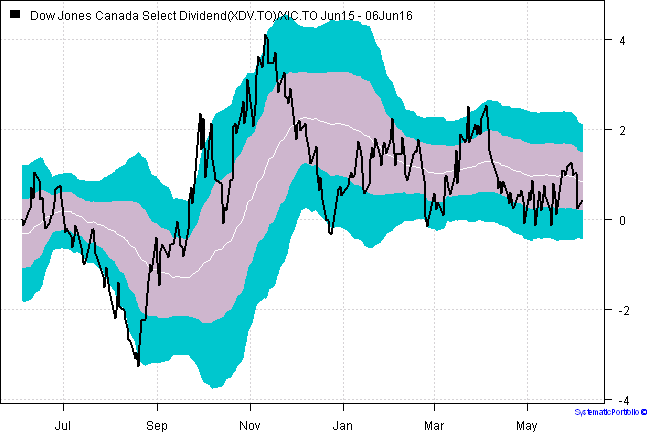 Dow Jones Canada Select Dividend(XDV.TO)/XIC.TO Jun15 - 06Jun16
4
2
0
-2
-4
SystematicPortfolio ©
Jul Sep Nov Jan Mar May